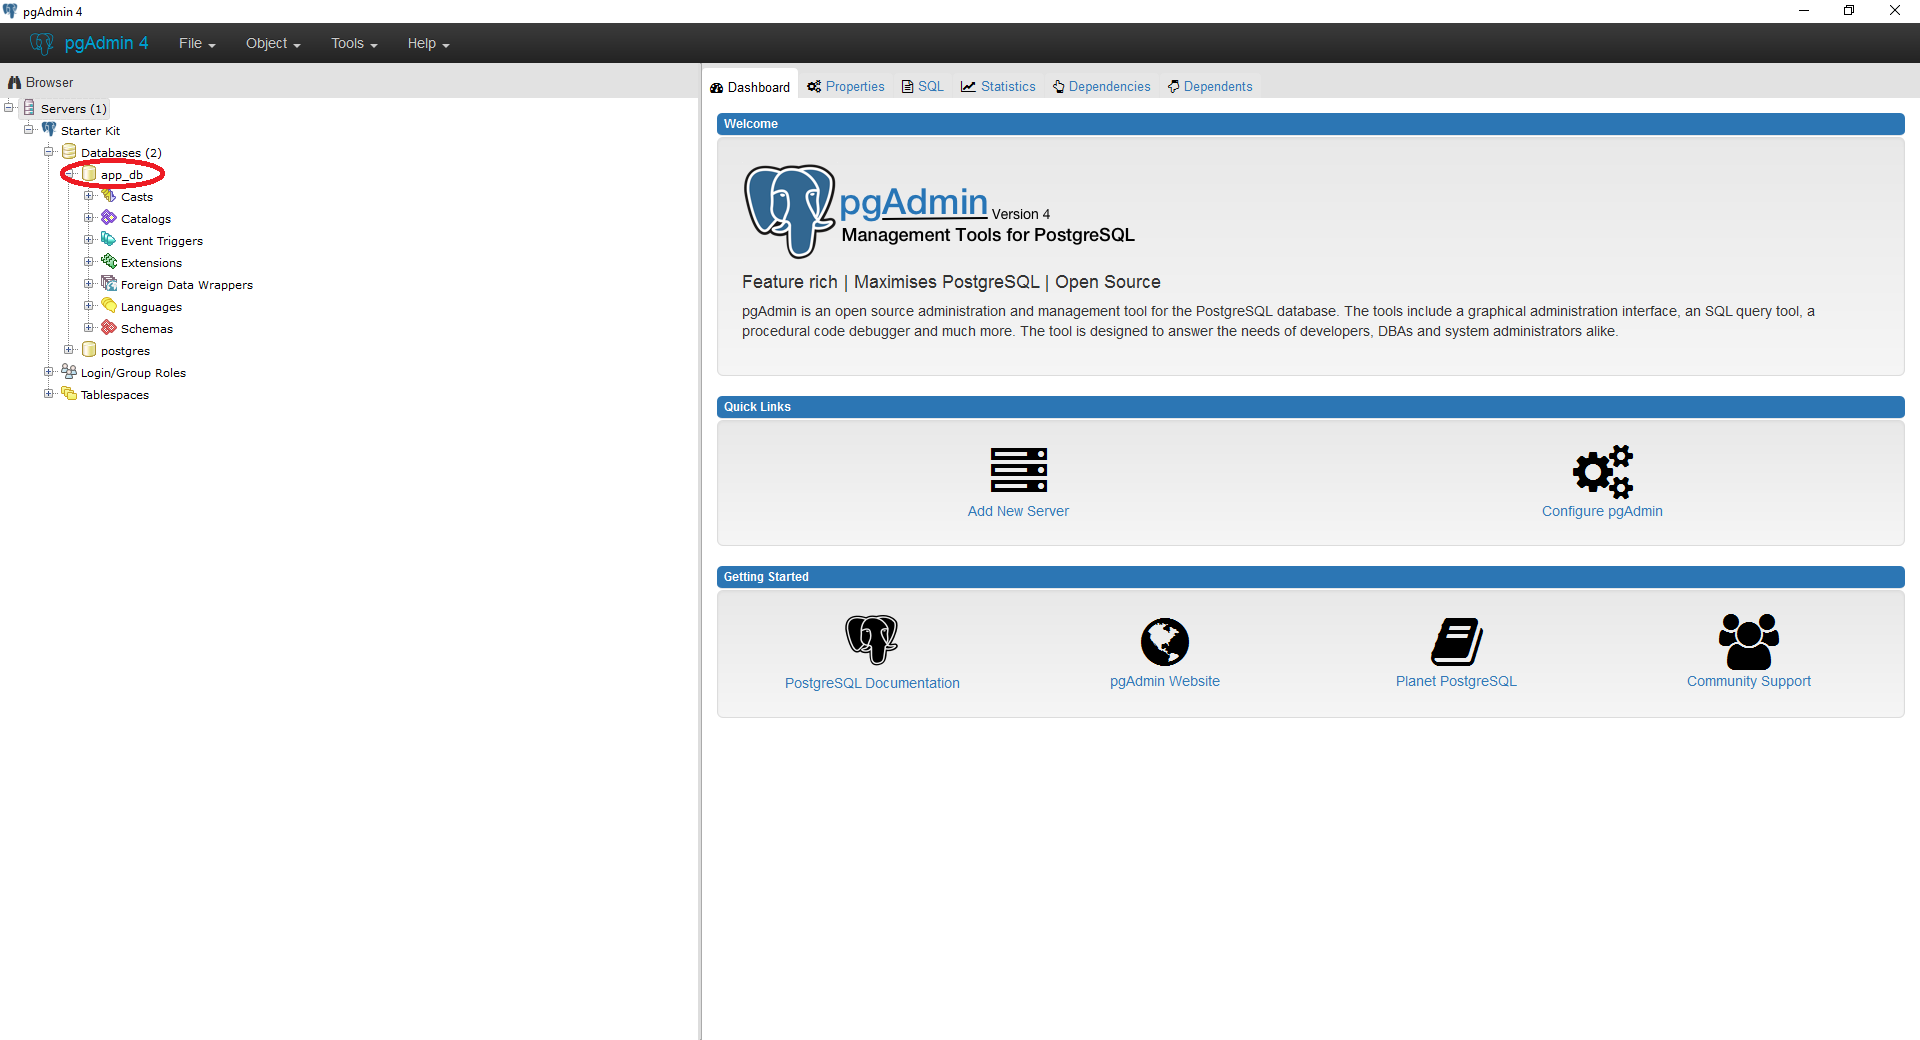 pgAdmin 4
pgAdmin 4 File Object Tools Help
Browser
Servers (1)
Starter Kit
Databases (2)
app_db
Casts
Catalogs
Event Triggers
Extensions
Foreign Data Wrappers
Languages
Schemas
postgres
Login/Group Roles
Tablespaces
Dashboard Properties SQL Statistics Dependencies Dependents
Welcome
pgAdmin Version 4
Management Tools for PostgreSQL
Feature rich | Maximises PostgreSQL | Open Source
pgAdmin is an open source administration and management tool for the PostgreSQL database. The tools include a graphical administration interface, an SQL query tool, a
procedural code debugger and much more. The tool is designed to answer the needs of developers, DBAs and system administrators alike.
Quick Links
Add New Server Configure pgAdmin
Getting Started
PostgreSQL Documentation pgAdmin Website Planet PostgreSQL Community Support